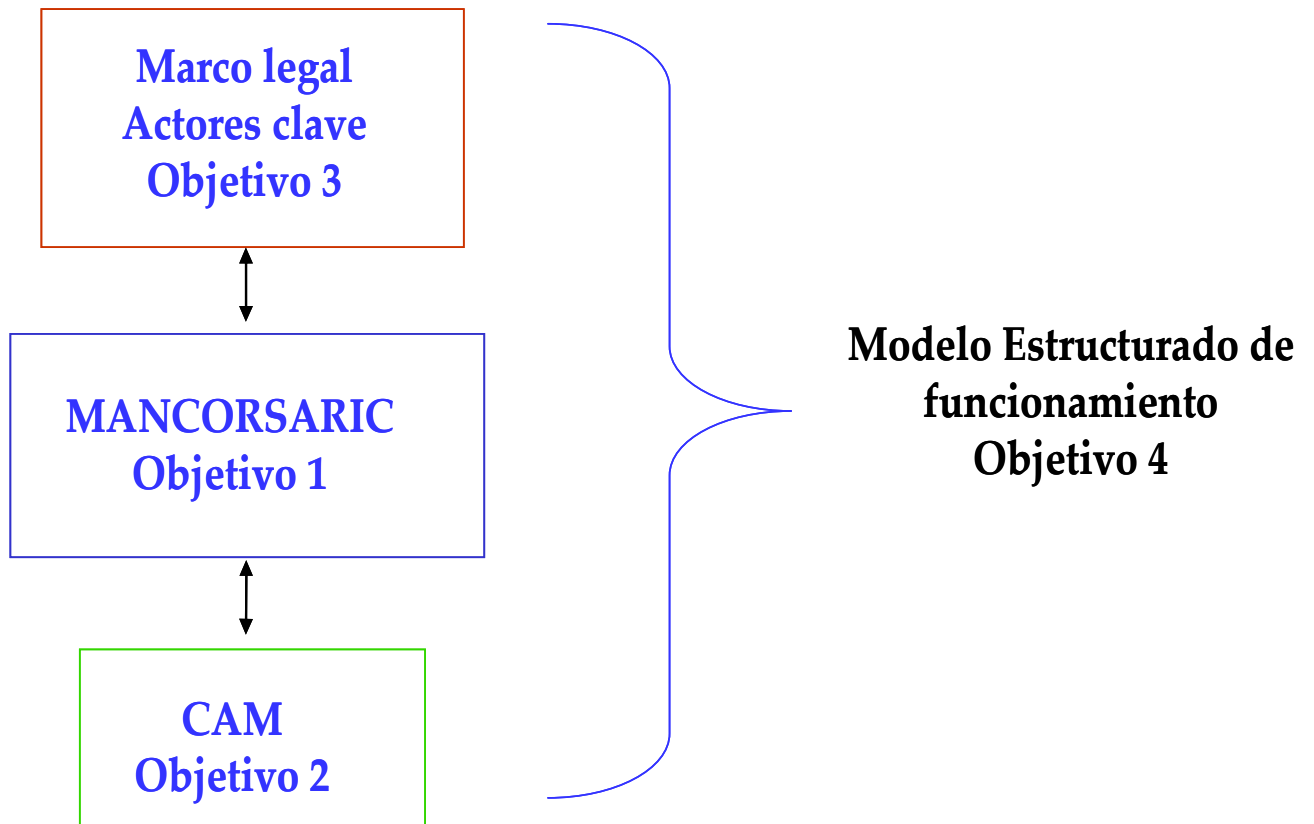 Marco legal
Actores clave
Objetivo 3
MANCORSARIC
Objetivo 1
CAM
Objetivo 2
Modelo Estructurado de
funcionamiento
Objetivo 4